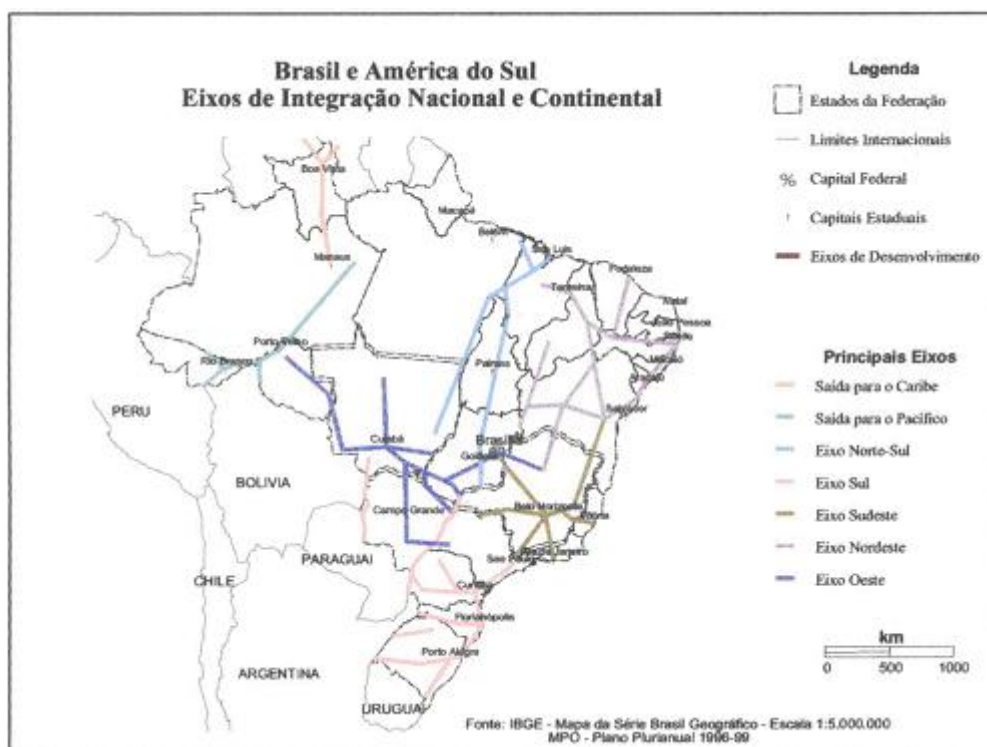 Brasil e América do Sul
Eixos de Integração Nacional e Continental
Legenda
Estados da Federação
Limites Internacionais
Capital Federal
Capitais Estaduais
Eixos de Desenvolvimento
Boa Vista
Macapá
Belém
São Luis
Manaus
Teresina
Fortaleza
Natal
João Pessoa
Porto Velho
Rio Branco
Palmas
Maceió
Aracajú
Salvador
PERU
Cuiabá
Brasília
BOLIVIA
Campo Grande
Belo Horizonte
Vitória
PARAGUAI
Sao Paulo
Rio de Janeiro
CHILE
Curitiba
Florianópolis
Porto Alegre
ARGENTINA
URUGUAI
Principais Eixos
Saída para o Caribe
Saída para o Pacífico
Eixo Norte-Sul
Eixo Sul
Eixo Sudeste
Eixo Nordeste
Eixo Oeste
km
0 500 1000
Fonte: IBGE - Mapa da Série Brasil Geográfico - Escala 1:5.000.000
MPO - Plano Plurianual 1996-99